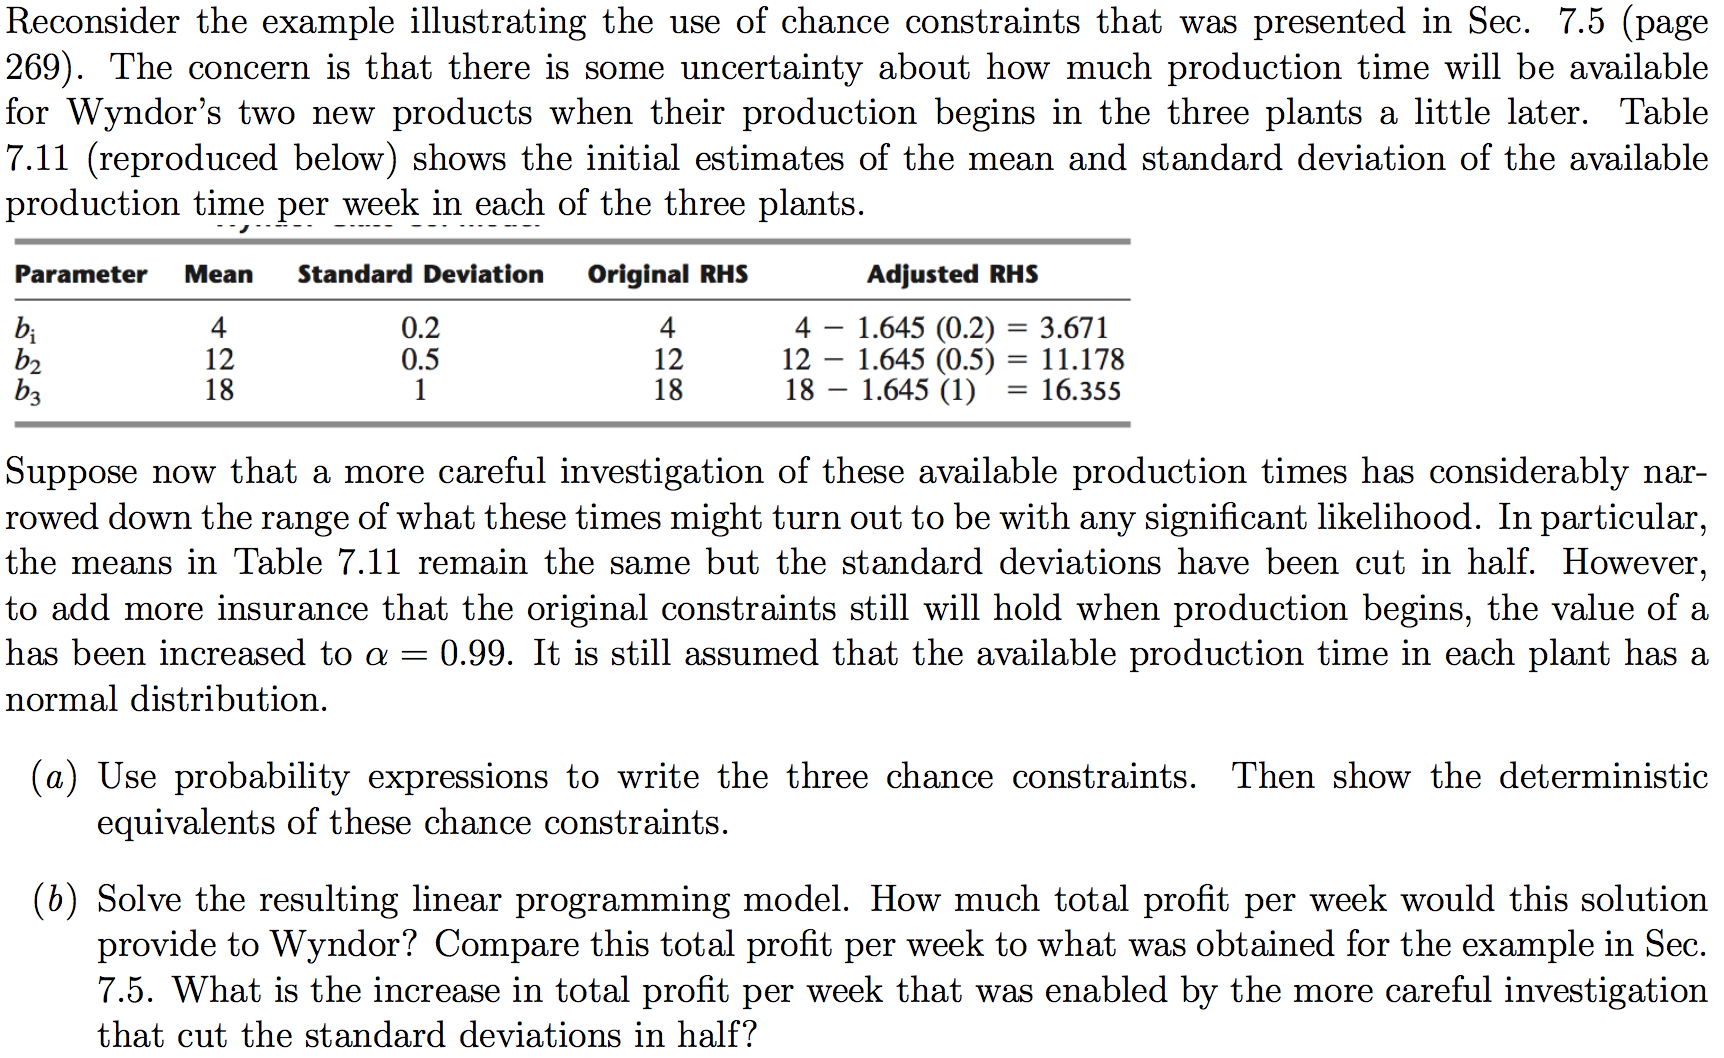 Reconsider the example illustrating the use of chance constraints that was presented in Sec. 7.5 (page
269). The concern is that there is some uncertainty about how much production time will be available
for Wyndor's two new products when their production begins in the three plants a little later. Table
7.11 (reproduced below) shows the initial estimates of the mean and standard deviation of the available
production time per week in each of the three plants.
Parameter Mean Standard Deviation Original RHS Adjusted RHS
b₁ 4 0.2 4 4 − 1.645 (0.2) = 3.671
b₂ 12 0.5 12 12 − 1.645 (0.5) = 11.178
b₃ 18 1 18 18 − 1.645 (1) = 16.355
Suppose now that a more careful investigation of these available production times has considerably nar-
rowed down the range of what these times might turn out to be with any significant likelihood. In particular,
the means in Table 7.11 remain the same but the standard deviations have been cut in half. However,
to add more insurance that the original constraints still will hold when production begins, the value of a
has been increased to α = 0.99. It is still assumed that the available production time in each plant has a
normal distribution.
(a) Use probability expressions to write the three chance constraints. Then show the deterministic
equivalents of these chance constraints.
(b) Solve the resulting linear programming model. How much total profit per week would this solution
provide to Wyndor? Compare this total profit per week to what was obtained for the example in Sec.
7.5. What is the increase in total profit per week that was enabled by the more careful investigation
that cut the standard deviations in half?